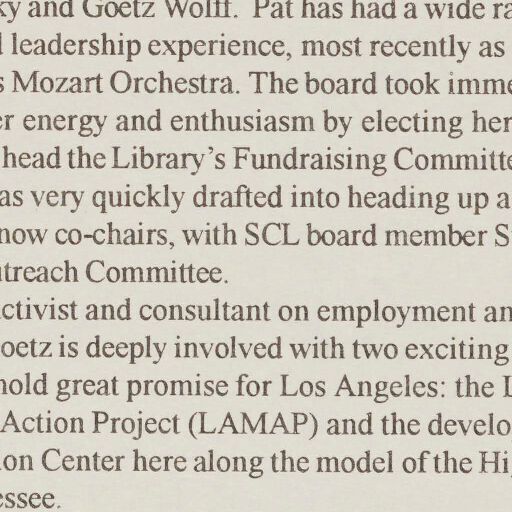 ky and Goetz Wolff. Pat has had a wide ra
l leadership experience, most recently as
s Mozart Orchestra. The board took imme
er energy and enthusiasm by electing her
head the Library's Fundraising Committe
as very quickly drafted into heading up a
now co-chairs, with SCL board member S
utreach Committee.
ctivist and consultant on employment an
oetz is deeply involved with two exciting
hold great promise for Los Angeles: the L
Action Project (LAMAP) and the develo
ion Center here along the model of the Hi
essee.